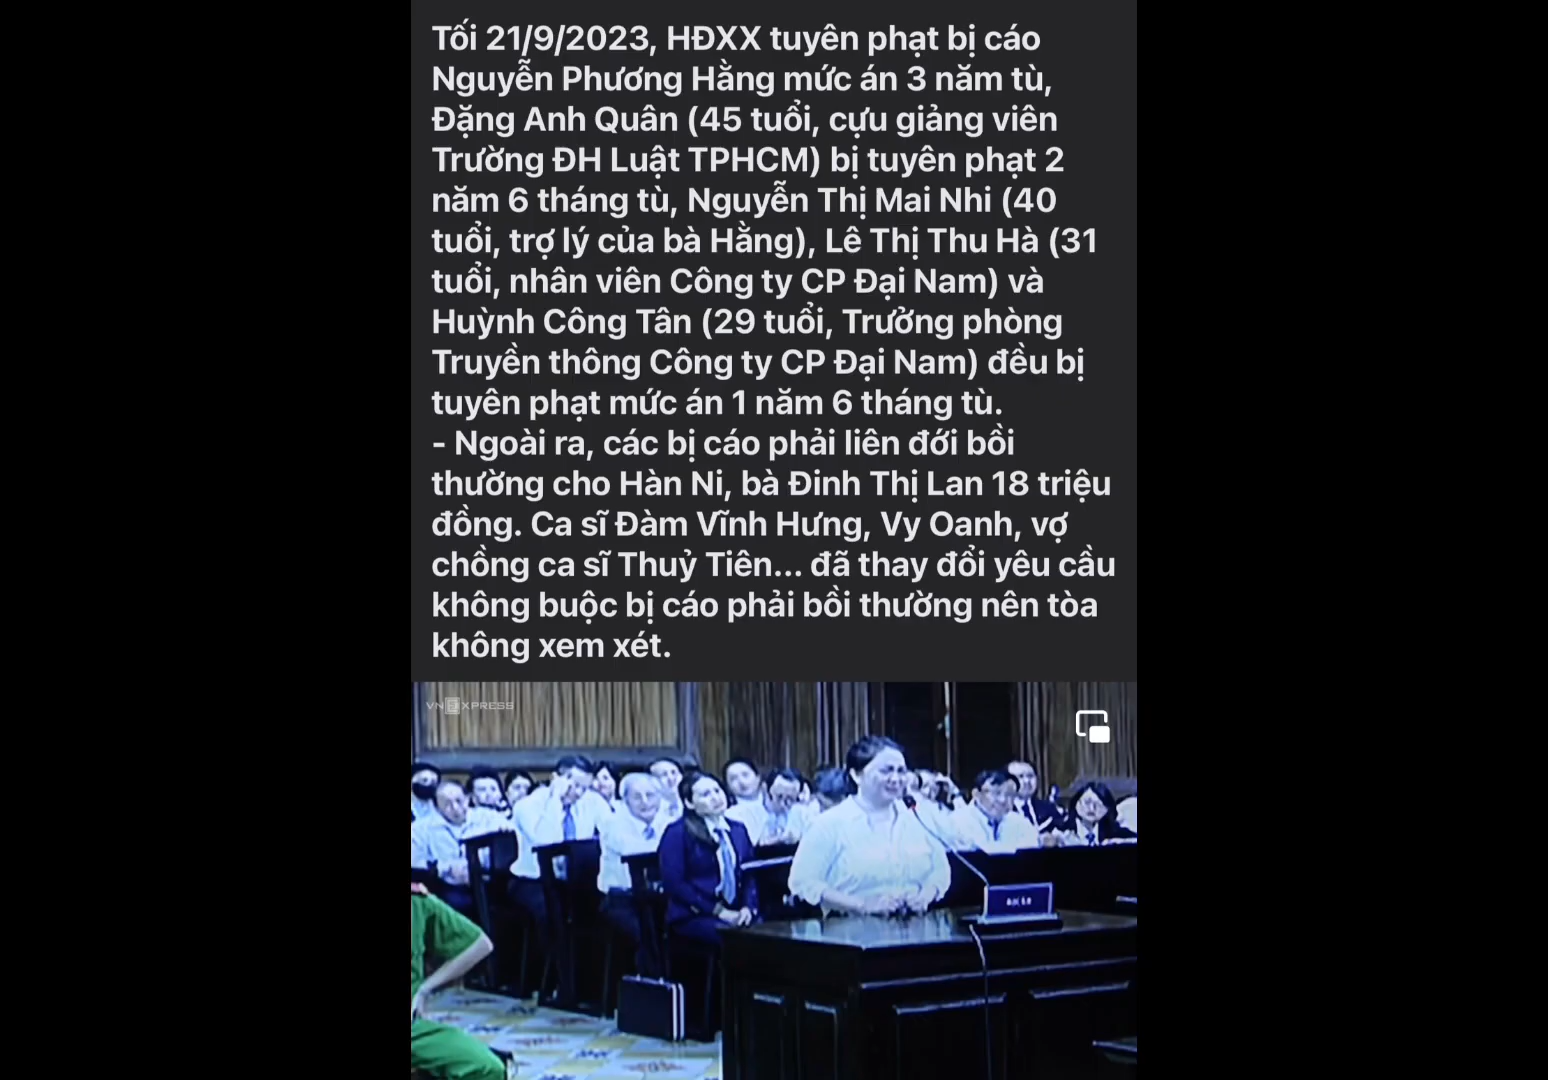 Tối 21/9/2023, HĐXX tuyên phạt bị cáo
Nguyễn Phương Hằng mức án 3 năm tù,
Đặng Anh Quân (45 tuổi, cựu giảng viên
Trường ĐH Luật TPHCM) bị tuyên phạt 2
năm 6 tháng tù, Nguyễn Thị Mai Nhi (40
tuổi, trợ lý của bà Hằng), Lê Thị Thu Hà (31
tuổi, nhân viên Công ty CP Đại Nam) và
Huỳnh Công Tân (29 tuổi, Trưởng phòng
Truyền thông Công ty CP Đại Nam) đều bị
tuyên phạt mức án 1 năm 6 tháng tù.
- Ngoài ra, các bị cáo phải liên đới bồi
thường cho Hàn Ni, bà Đinh Thị Lan 18 triệu
đồng. Ca sĩ Đàm Vĩnh Hưng, Vy Oanh, vợ
chồng ca sĩ Thuỷ Tiên... đã thay đổi yêu cầu
không buộc bị cáo phải bồi thường nên tòa
không xem xét.
VNEXPRESS